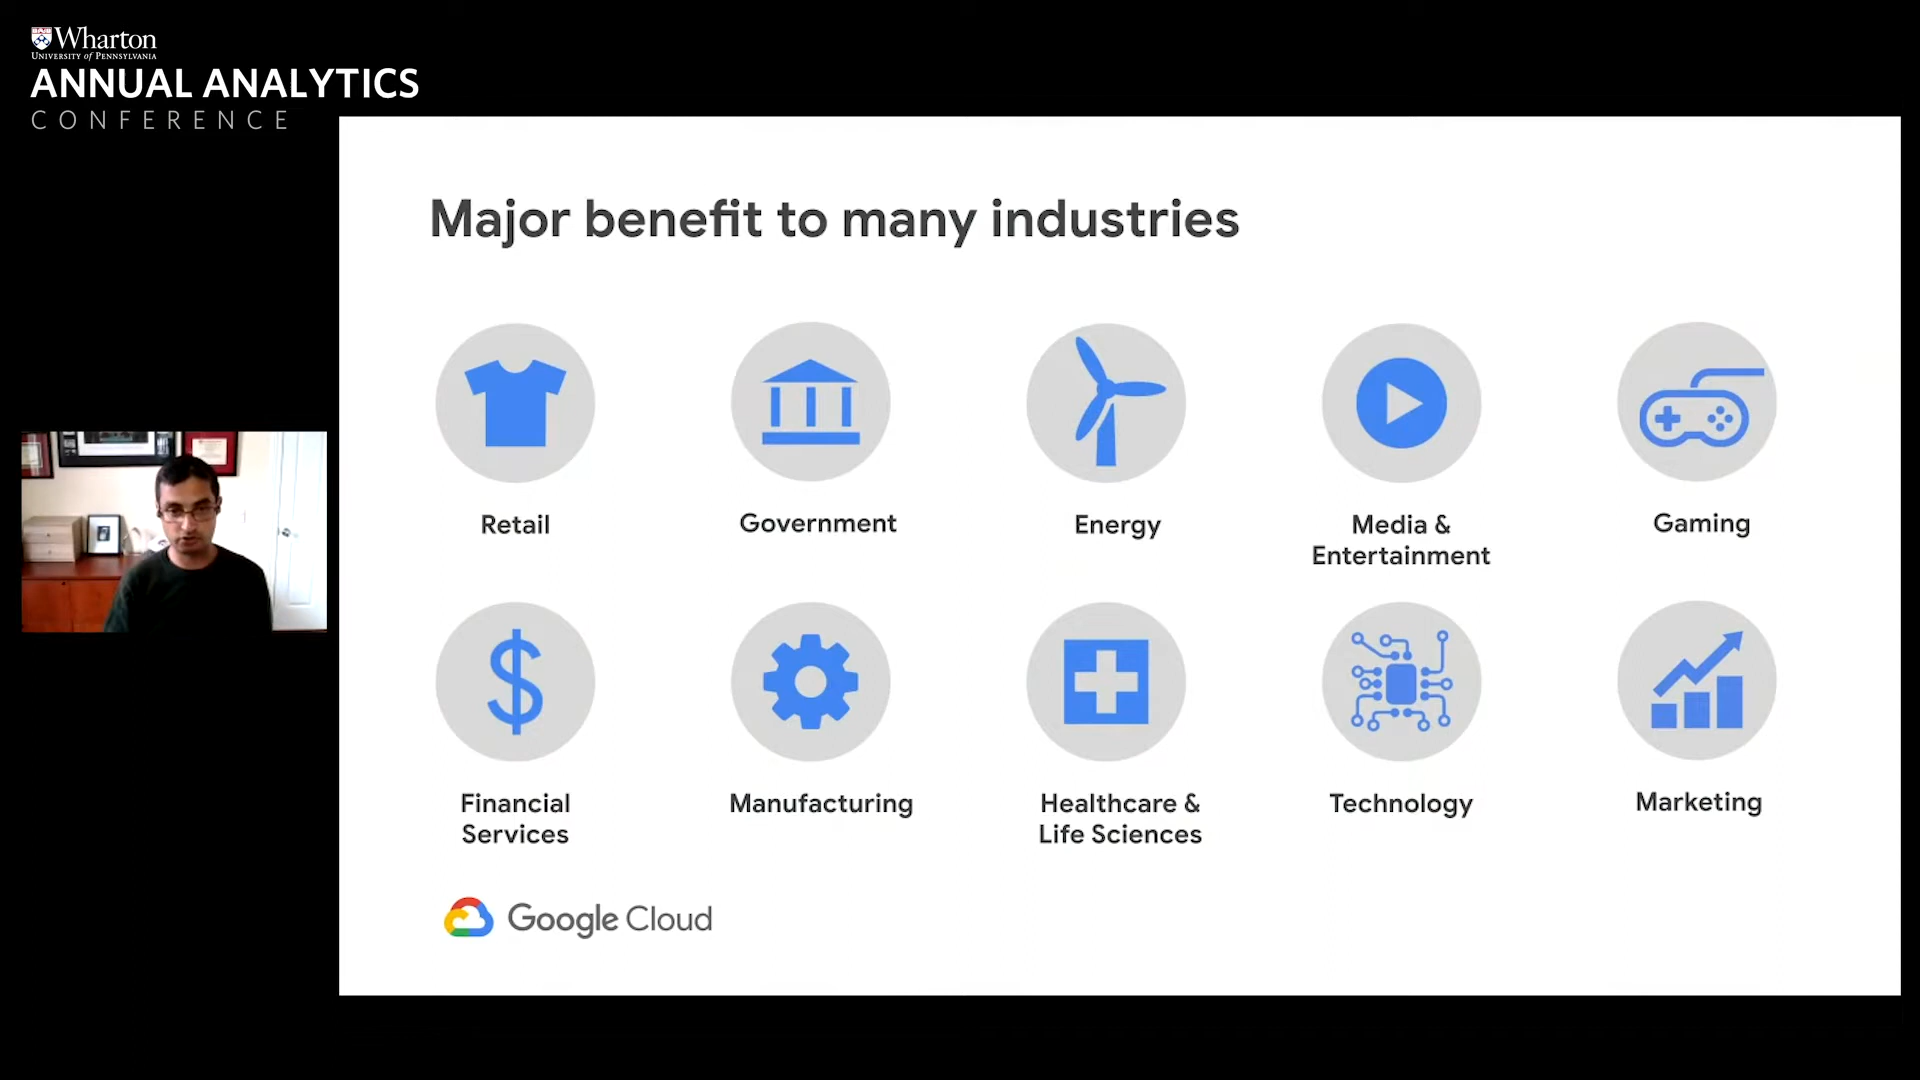 Wharton
UNIVERSITY of PENNSYLVANIA
ANNUAL ANALYTICS
CONFERENCE
Major benefit to many industries
Retail
Government
Energy
Media &
Entertainment
Gaming
Financial
Services
Manufacturing
Healthcare &
Life Sciences
Technology
Marketing
Google Cloud